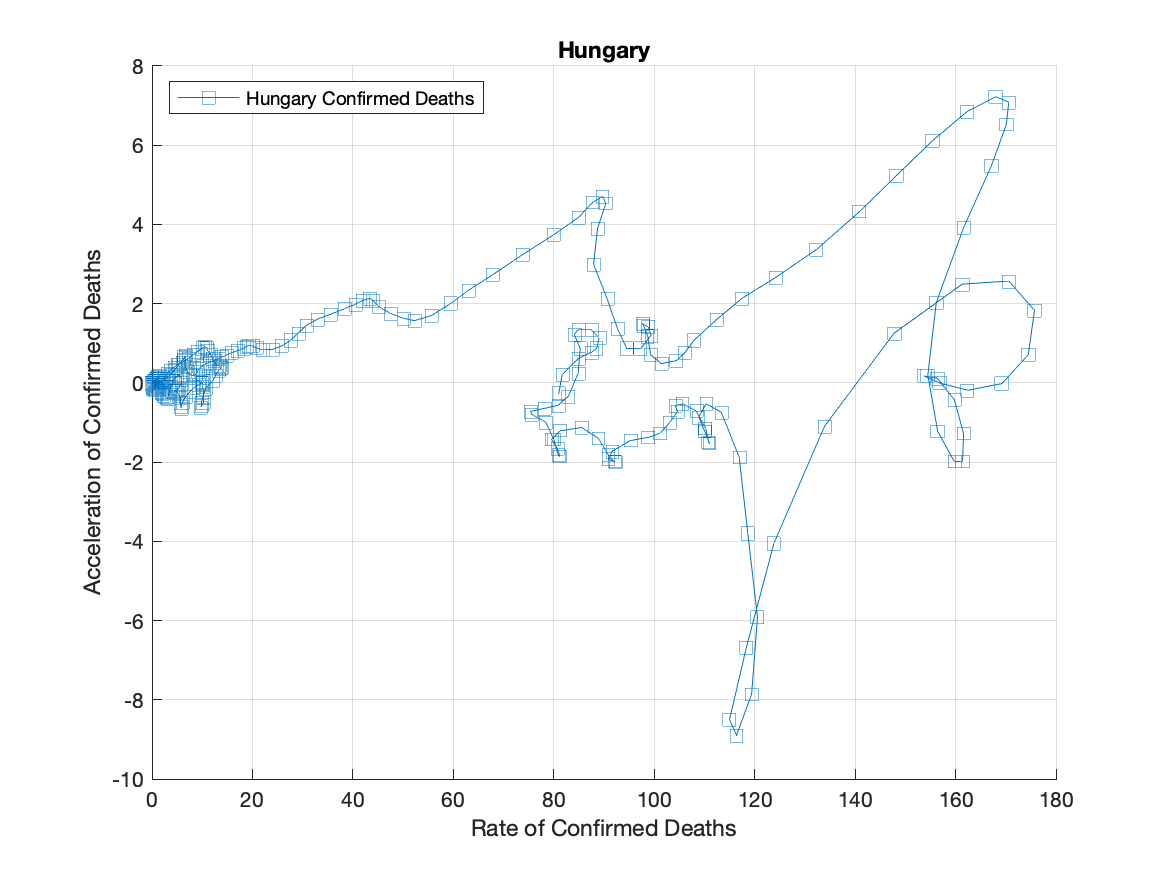 Hungary
Hungary Confirmed Deaths
8
6
4
2
0
-2
-4
-6
-8
-10
Acceleration of Confirmed Deaths
0 20 40 60 80 100 120 140 160 180
Rate of Confirmed Deaths